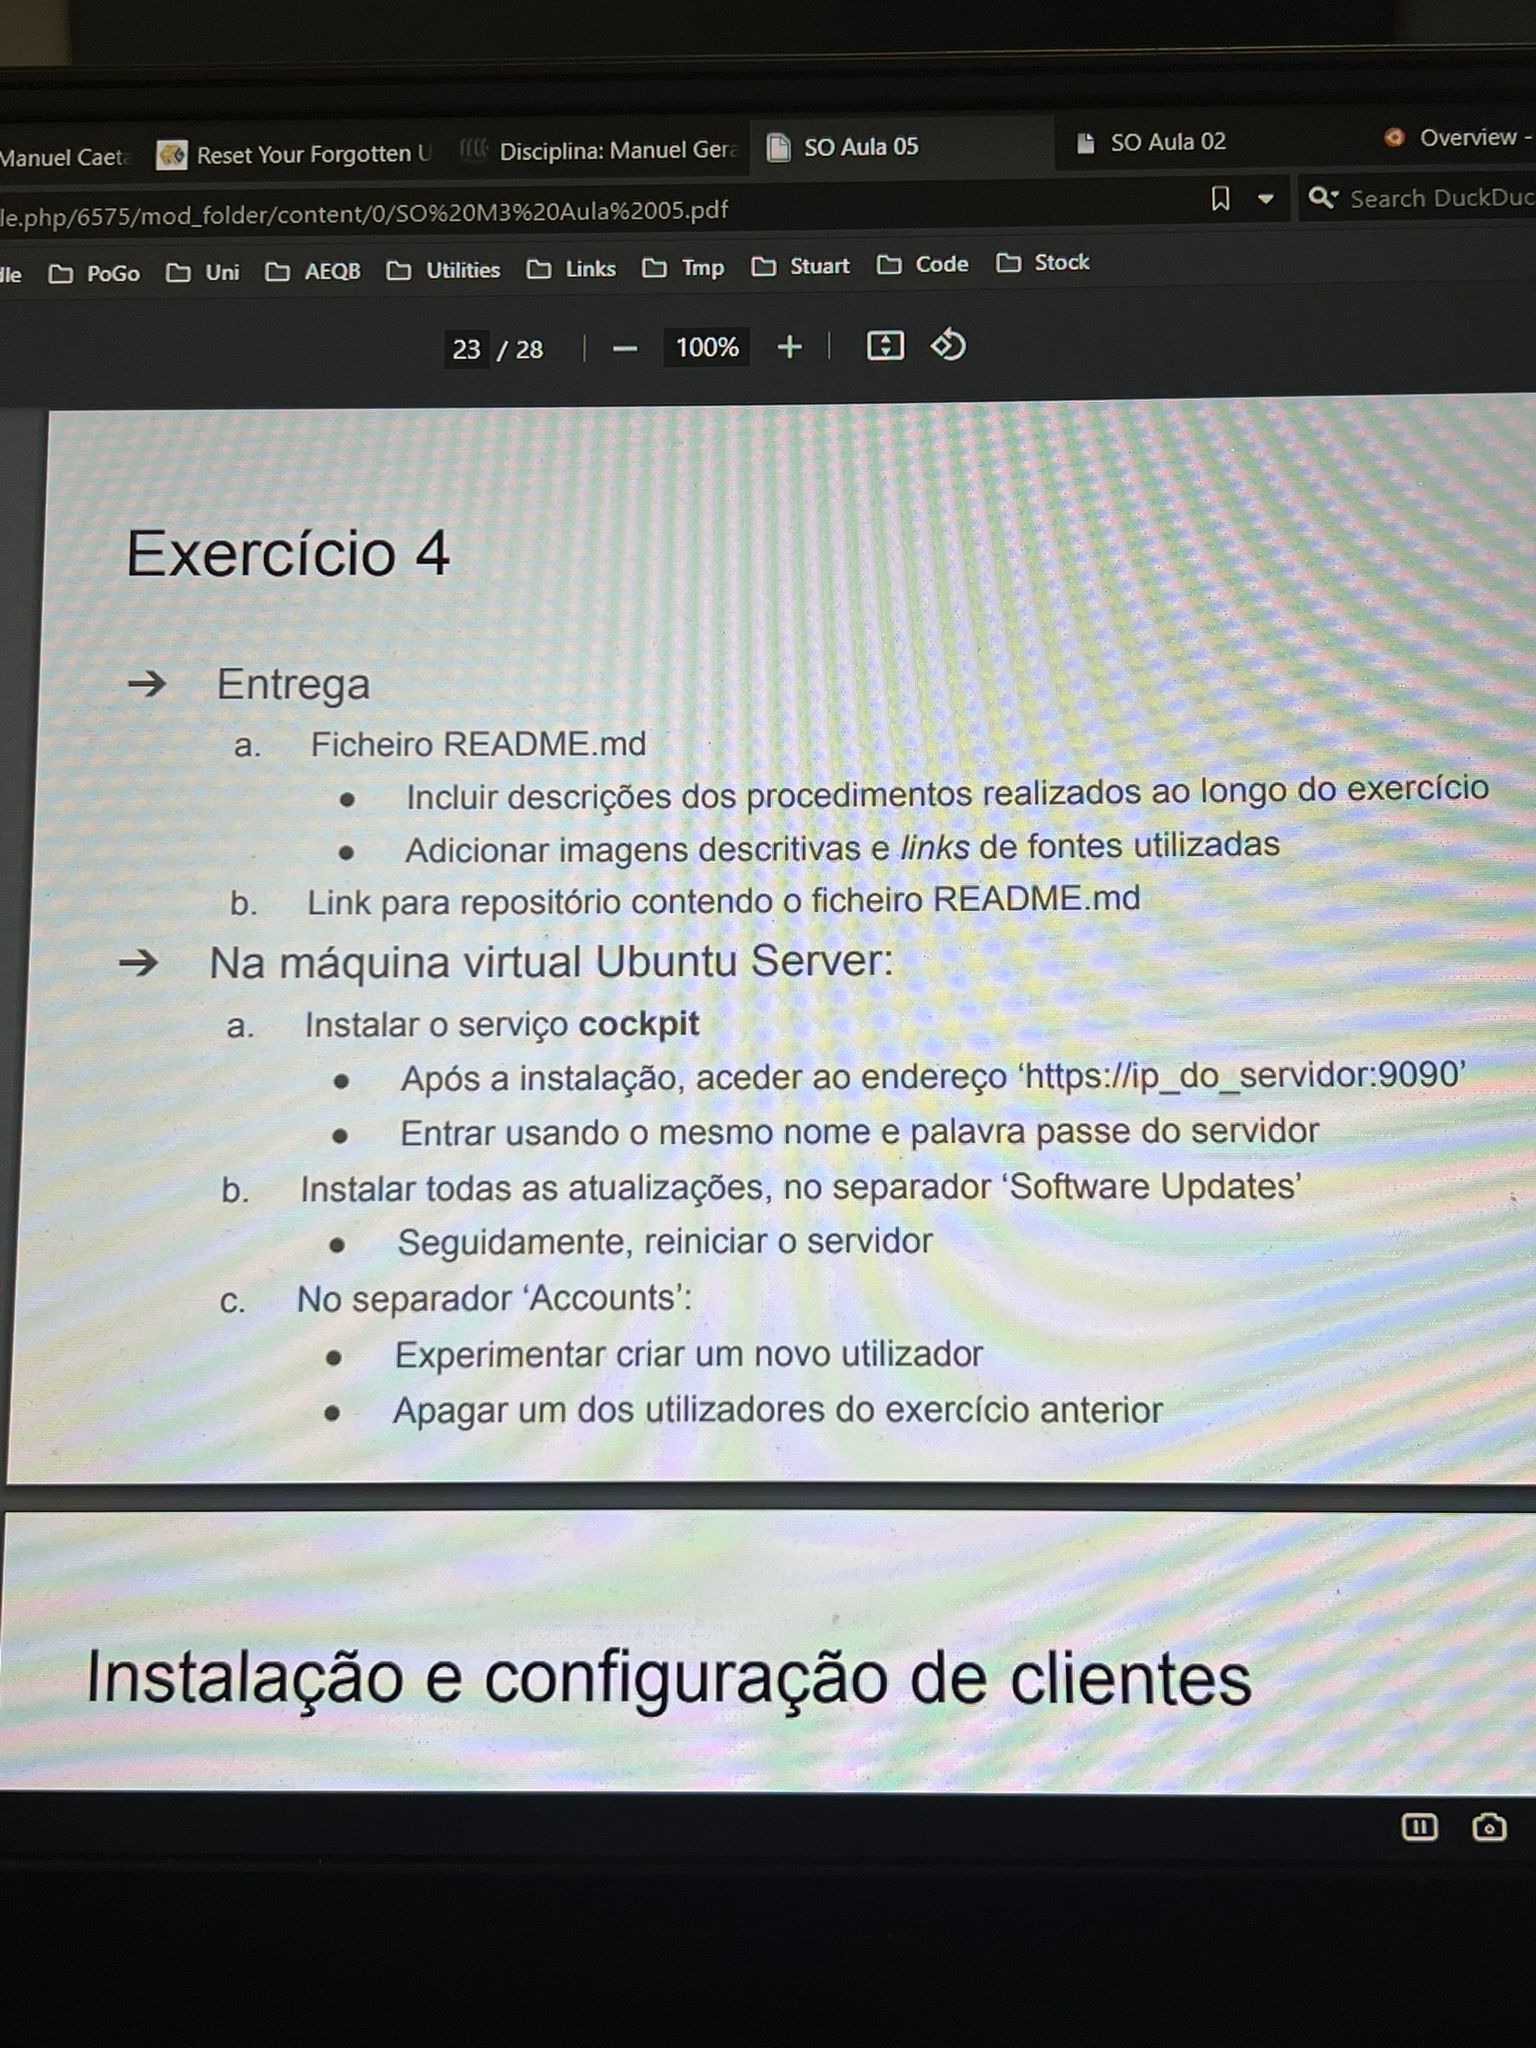 Manuel Caeta
Reset Your Forgotten U
Disciplina: Manuel Gera
SO Aula 05
SO Aula 02
Overview -
le.php/6575/mod_folder/content/0/SO%20M3%20Aula%2005.pdf
Search DuckDuc
dle PoGo Uni AEQB Utilities Links Tmp Stuart Code Stock
23 / 28 | — 100% + |
Exercício 4
➔ Entrega
a. Ficheiro README.md
● Incluir descrições dos procedimentos realizados ao longo do exercício
● Adicionar imagens descritivas e links de fontes utilizadas
b. Link para repositório contendo o ficheiro README.md
➔ Na máquina virtual Ubuntu Server:
a. Instalar o serviço cockpit
● Após a instalação, aceder ao endereço ‘https://ip_do_servidor:9090’
● Entrar usando o mesmo nome e palavra passe do servidor
b. Instalar todas as atualizações, no separador ‘Software Updates’
● Seguidamente, reiniciar o servidor
c. No separador ‘Accounts’:
● Experimentar criar um novo utilizador
● Apagar um dos utilizadores do exercício anterior
Instalação e configuração de clientes